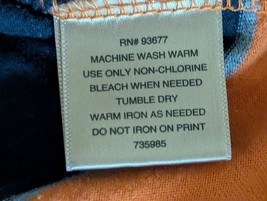 RN# 93677
MACHINE WASH WARM
USE ONLY NON-CHLORINE
BLEACH WHEN NEEDED
TUMBLE DRY
WARM IRON AS NEEDED
DO NOT IRON ON PRINT
735985